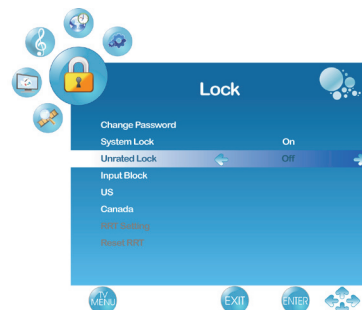 Lock
Change Password
System Lock On
Unrated Lock Off
Input Block
US
Canada
RRT Setting
Reset RRT
TV MENU EXIT ENTER